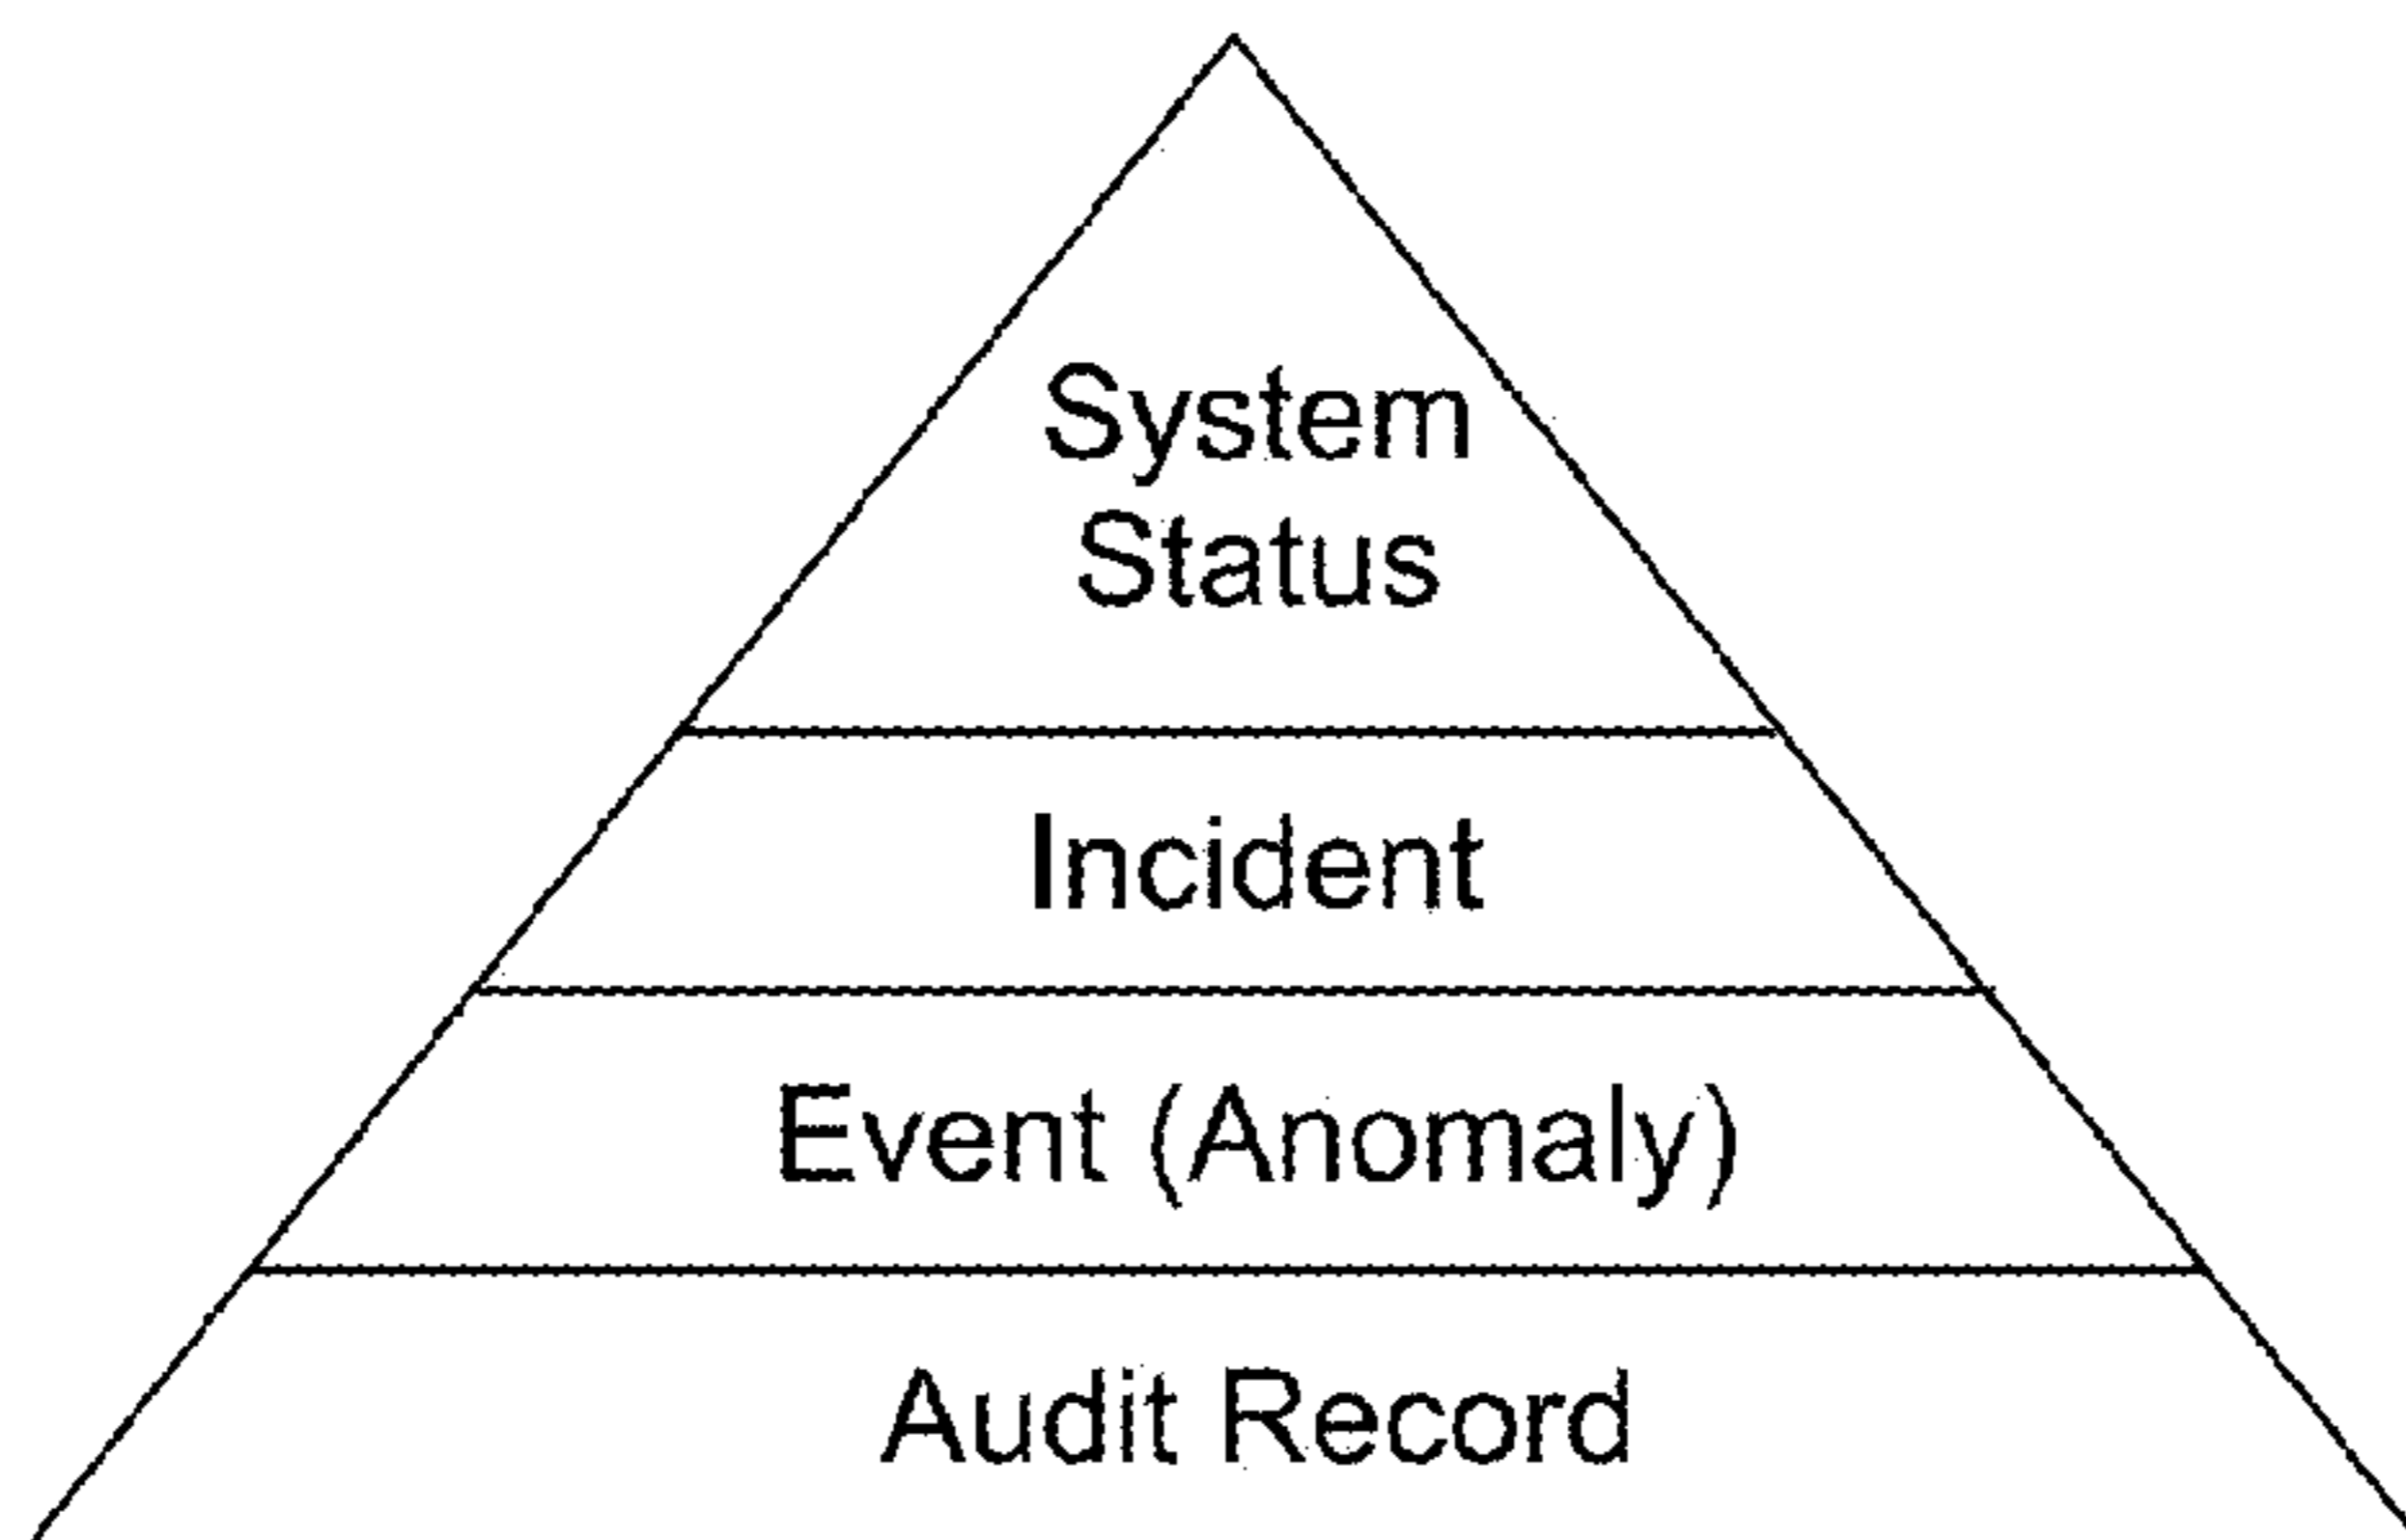 System
Status
Incident
Event (Anomaly)
Audit Record